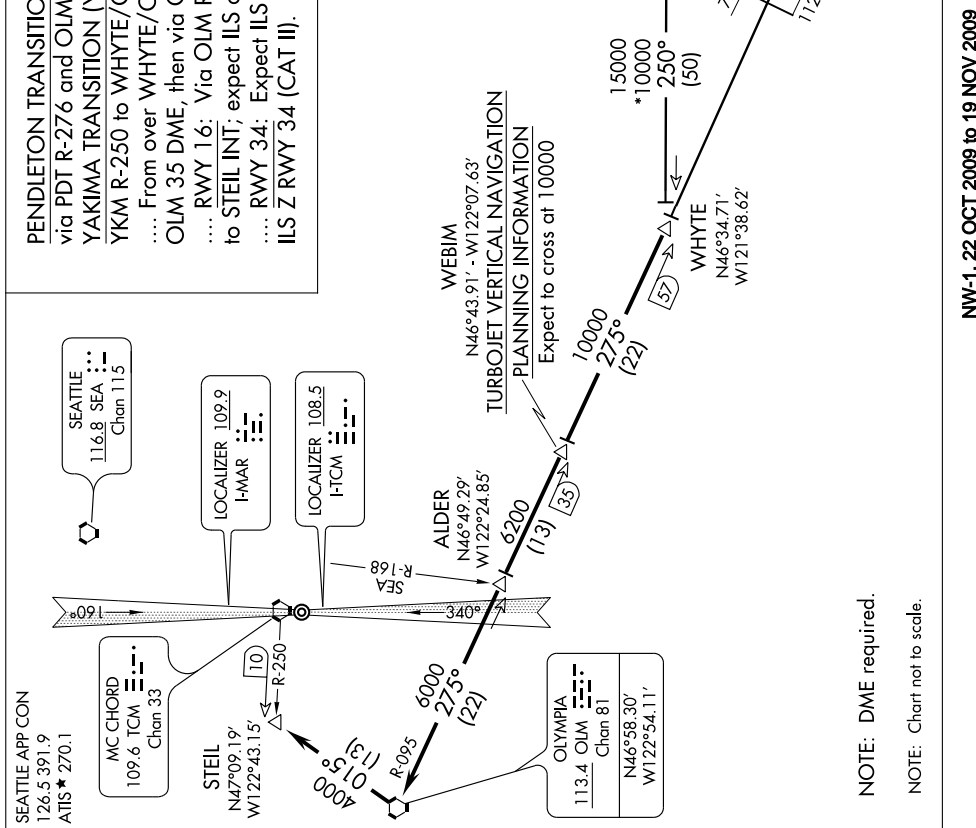 PENDLETON TRANSITIO
via PDT R-276 and OLM
YAKIMA TRANSITION (Y
YKM R-250 to WHYTE/O
.... From over WHYTE/O
OLM 35 DME, then via O
.... RWY 16: Via OLM R
to STEIL INT; expect ILS o
.... RWY 34: Expect ILS
ILS Z RWY 34 (CAT II).
SEATTLE APP CON
126.5 391.9
ATIS★ 270.1
SEATTLE
116.8 SEA
Chan 115
LOCALIZER 109.9
I-MAR
LOCALIZER 108.5
I-TCM
MC CHORD
109.6 TCM
Chan 33
160°
340°
SEA
R-168
10
R-250
STEIL
N47°09.19'
W122°43.15'
4000
015°
(13)
R-095
OLYMPIA
113.4 OLM
Chan 81
N46°58.30'
W122°54.11'
6000
275°
(22)
ALDER
N46°49.29'
W122°24.85'
6200
(13)
35
WEBIM
N46°43.91' - W122°07.63'
TURBOJET VERTICAL NAVIGATION
PLANNING INFORMATION
Expect to cross at 10000
10000
275°
(22)
57
WHYTE
N46°34.71'
W121°38.62'
15000
*10000
250°
(50)
112
NOTE: DME required.
NOTE: Chart not to scale.
NW-1, 22 OCT 2009 to 19 NOV 2009